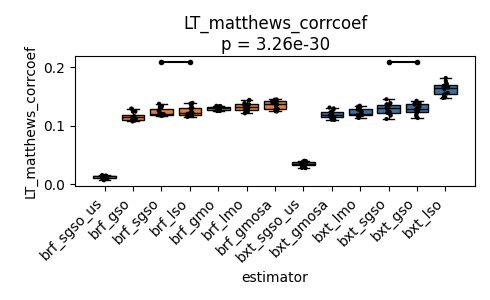 LT_matthews_corrcoef
p = 3.26e-30
LT_matthews_corrcoef
0.2
0.1
0.0
brf_sgso_us
brf_gso
brf_sgso
brf_lso
brf_gmo
brf_lmo
brf_gmosa
bxt_sgso_us
bxt_gmosa
bxt_lmo
bxt_sgso
bxt_gso
bxt_lso
estimator